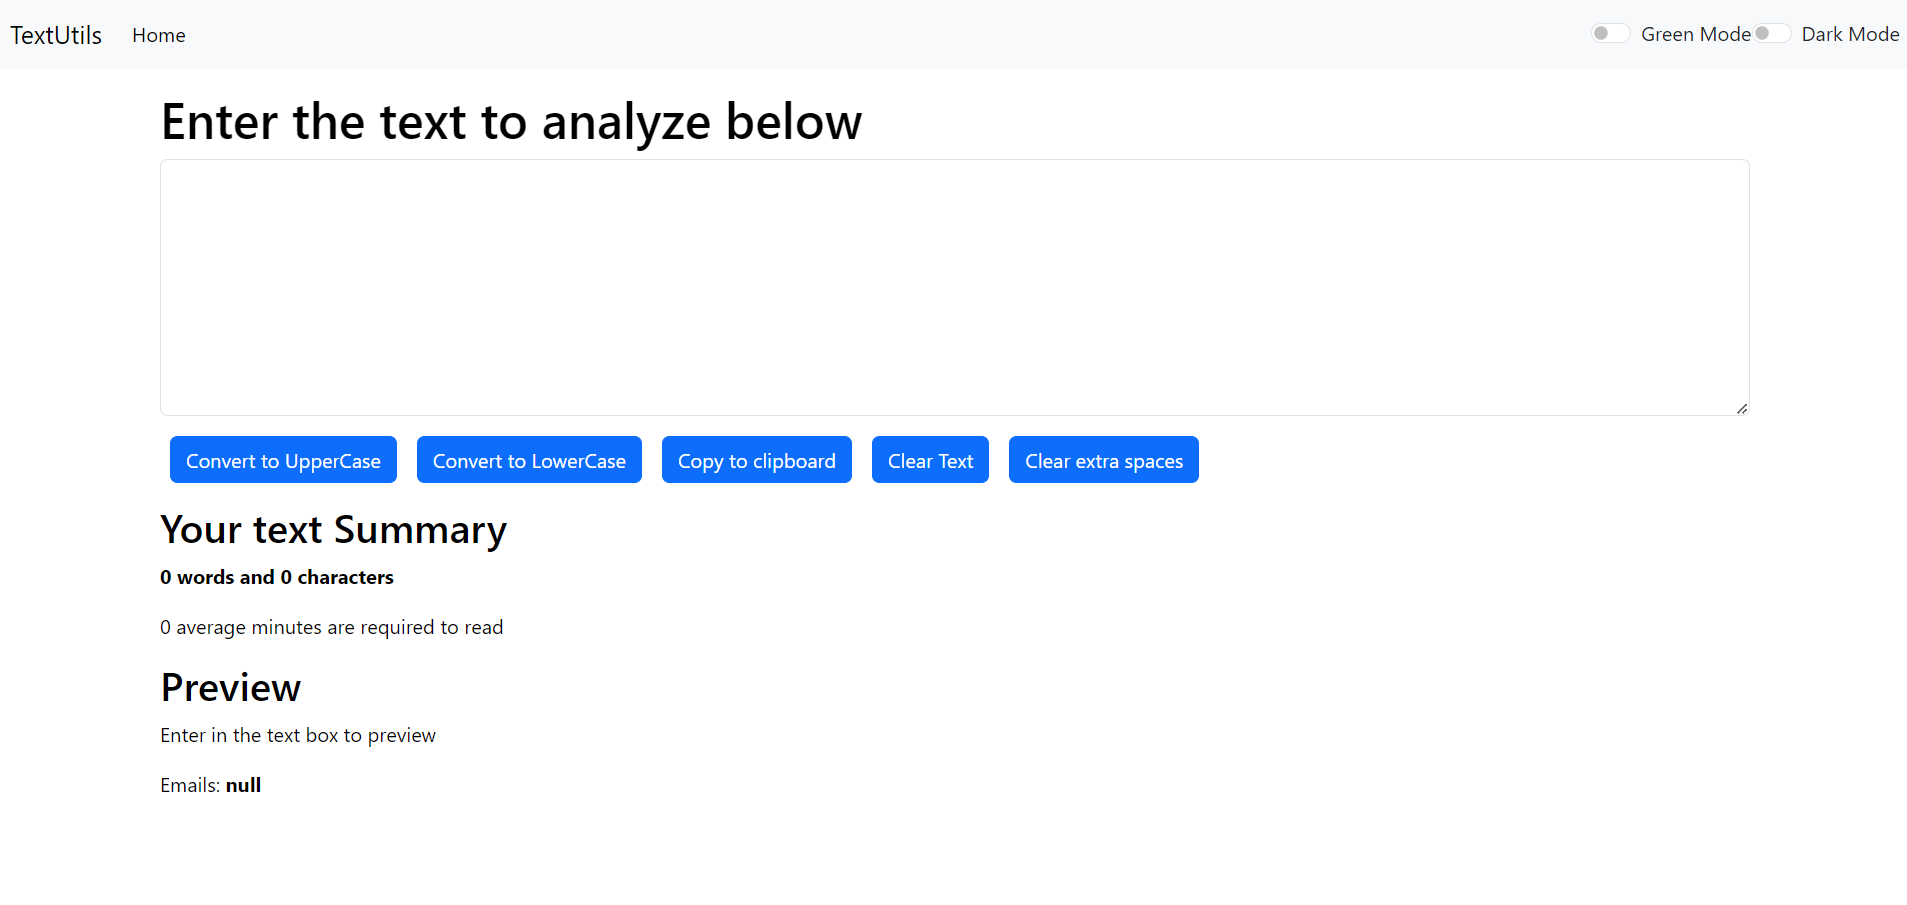 TextUtils Home Green Mode Dark Mode
Enter the text to analyze below
Convert to UpperCase Convert to LowerCase Copy to clipboard Clear Text Clear extra spaces
Your text Summary
0 words and 0 characters
0 average minutes are required to read
Preview
Enter in the text box to preview
Emails: null